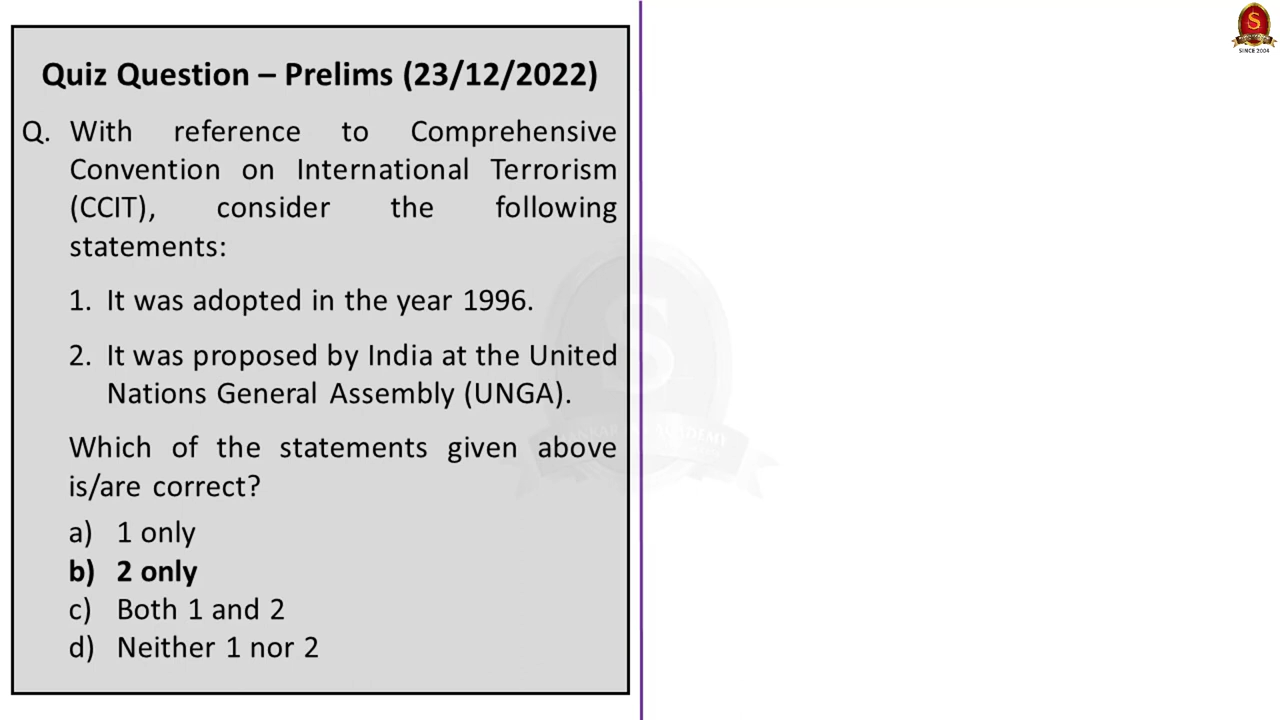 Quiz Question – Prelims (23/12/2022)
Q. With reference to Comprehensive
Convention on International Terrorism
(CCIT), consider the following
statements:
1. It was adopted in the year 1996.
2. It was proposed by India at the United
Nations General Assembly (UNGA).
Which of the statements given above
is/are correct?
a) 1 only
b) 2 only
c) Both 1 and 2
d) Neither 1 nor 2
S
SINCE 2004